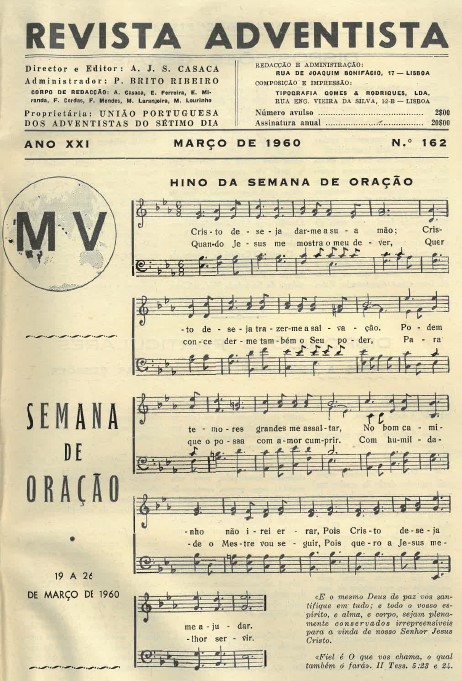 REVISTA ADVENTISTA
Director e Editor: A. J. S. CASACA
Administrador: P. BRITO RIBEIRO
CORPO DE REDACÇÃO: A. Casaca, E. Ferreira, E. Mi-
randa, F. Cordas, F. Mendes, M. Laranjeira, M. Lourinho
Proprietária: UNIÃO PORTUGUESA
DOS ADVENTISTAS DO SÉTIMO DIA
REDACÇÃO E ADMINISTRAÇÃO:
RUA DE JOAQUIM BONIFÁCIO, 17 — LISBOA
COMPOSIÇÃO E IMPRESSÃO:
TIPOGRAFIA GOMES & RODRIGUES, LDA.
RUA ENG. VIEIRA DA SILVA, 12-B — LISBOA
Número avulso 2$00
Assinatura anual 20$00
ANO XXI MARÇO DE 1960 N.º 162
HINO DA SEMANA DE ORAÇÃO
MV
Cris-to de-se-ja dar-me a su-a mão; Cris-
Quan-do Je-sus me mostra o meu de-ver, Quer
-to de-se-ja tra-zer-me a sal-va-ção. Po-dem
con-ce der-me tam-bém o Seu po-der, Pa-ra
te-mo-res grandes me assal-tar, No bom ca-mi-
que o po-ssa com a-mor cum-prir. Com hu-mil-da-
-nho não i-rei er-rar, Pois Cris-to de-se-ja
-de o Mes-tre vou se-guir, Pois que-ro a Je-sus me-
me a-ju-dar.
-lhor ser-vir.
SEMANA
DE
ORAÇÃO
19 A 26
DE MARÇO DE 1960
«E o mesmo Deus de paz vos san-
tifique em tudo; e todo o vosso es-
pírito, e alma, e corpo, sejam plena-
mente conservados irrepreensíveis
para a vinda de nosso Senhor Jesus
Cristo.
«Fiel é O que vos chama, o qual
também o fará». II Tess. 5:23 e 24.